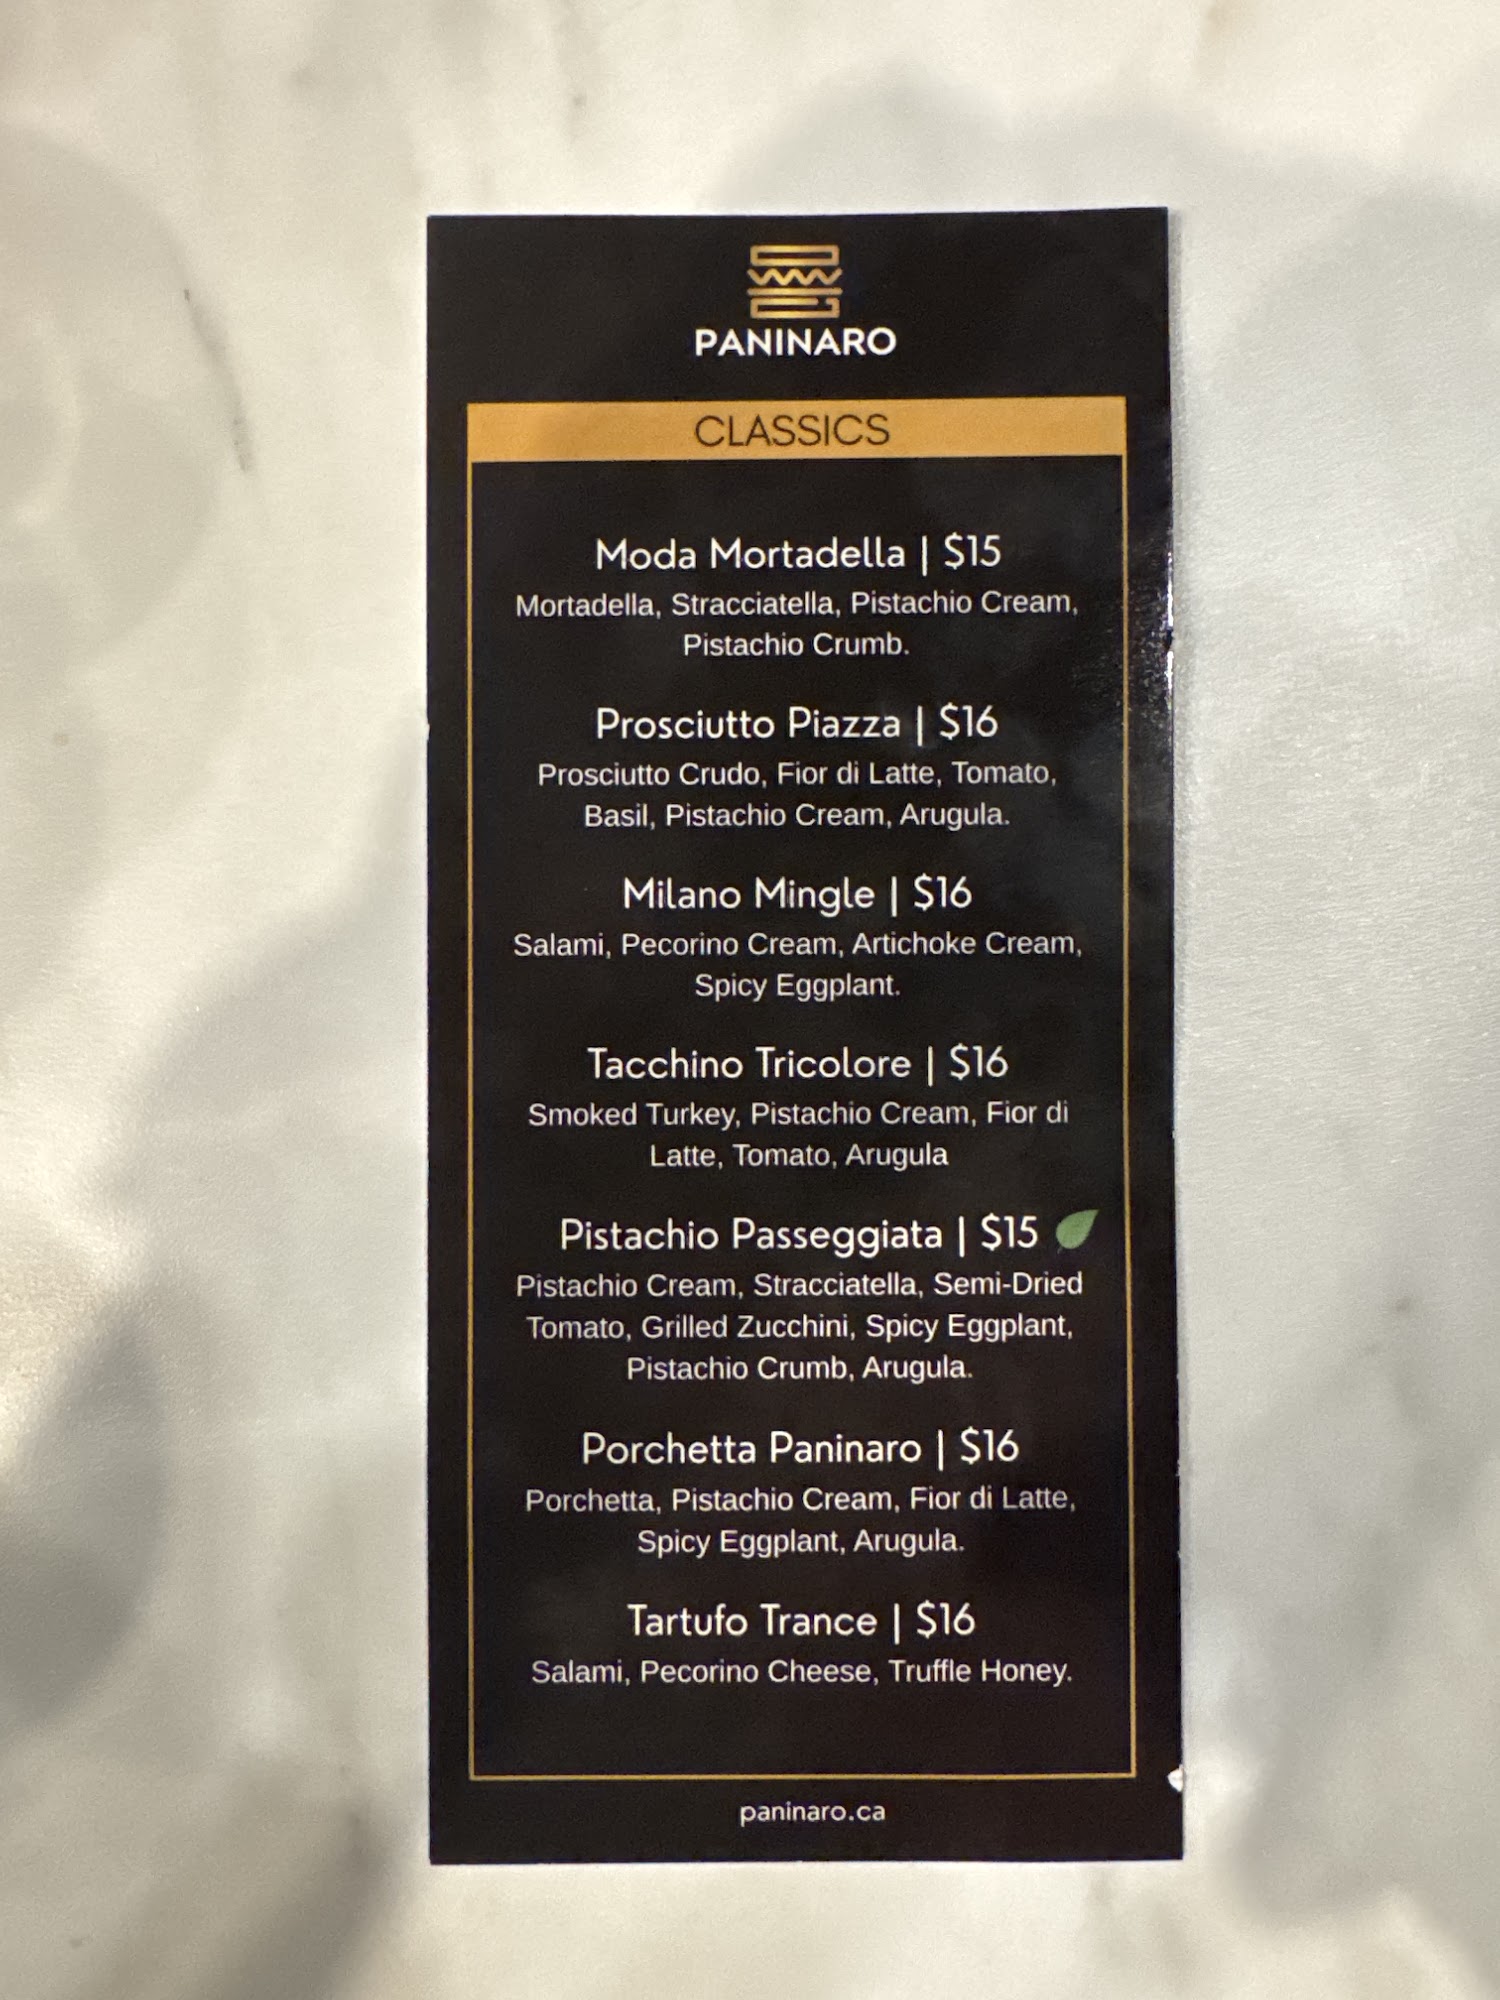 PANINARO
CLASSICS
Moda Mortadella | $15
Mortadella, Stracciatella, Pistachio Cream,
Pistachio Crumb.
Prosciutto Piazza | $16
Prosciutto Crudo, Fior di Latte, Tomato,
Basil, Pistachio Cream, Arugula.
Milano Mingle | $16
Salami, Pecorino Cream, Artichoke Cream,
Spicy Eggplant.
Tacchino Tricolore | $16
Smoked Turkey, Pistachio Cream, Fior di
Latte, Tomato, Arugula
Pistachio Passeggiata | $15
Pistachio Cream, Stracciatella, Semi-Dried
Tomato, Grilled Zucchini, Spicy Eggplant,
Pistachio Crumb, Arugula.
Porchetta Paninaro | $16
Porchetta, Pistachio Cream, Fior di Latte,
Spicy Eggplant, Arugula.
Tartufo Trance | $16
Salami, Pecorino Cheese, Truffle Honey.
paninaro.ca